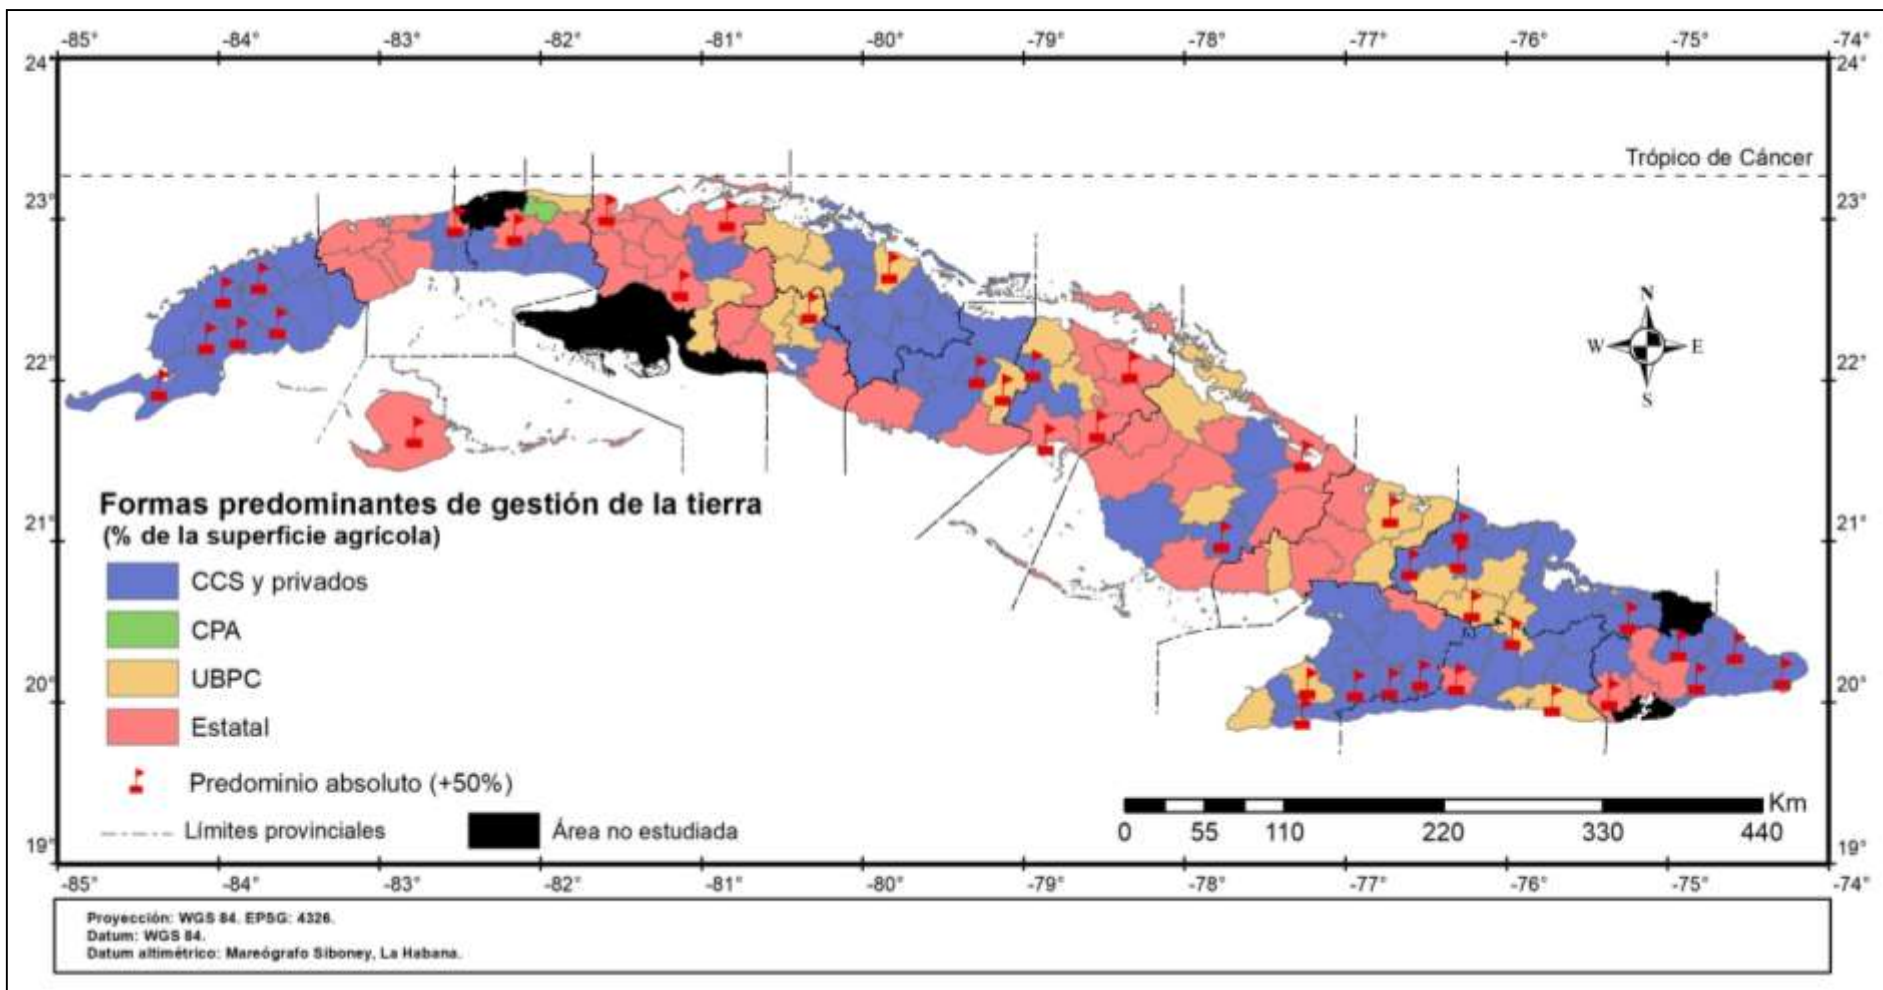 -85° -84° -83° -82° -81° -80° -79° -78° -77° -76° -75° -74°
24° 24°
Trópico de Cáncer
23° 23°
N
22° W E 22°
S
Formas predominantes de gestión de la tierra
21° 21°
(% de la superficie agrícola)
CCS y privados
CPA
UBPC
20° 20°
Estatal
Predominio absoluto (+50%)
Km
Límites provinciales
Área no estudiada
0 55 110 220 330 440
19° 19°
-85° -84° -83° -82° -81° -80° -79° -78° -77° -76° -75° -74°
Proyección: WGS 84. EPSG: 4326.
Datum: WGS 84.
Datum altimétrico: Mareógrafo Siboney, La Habana.